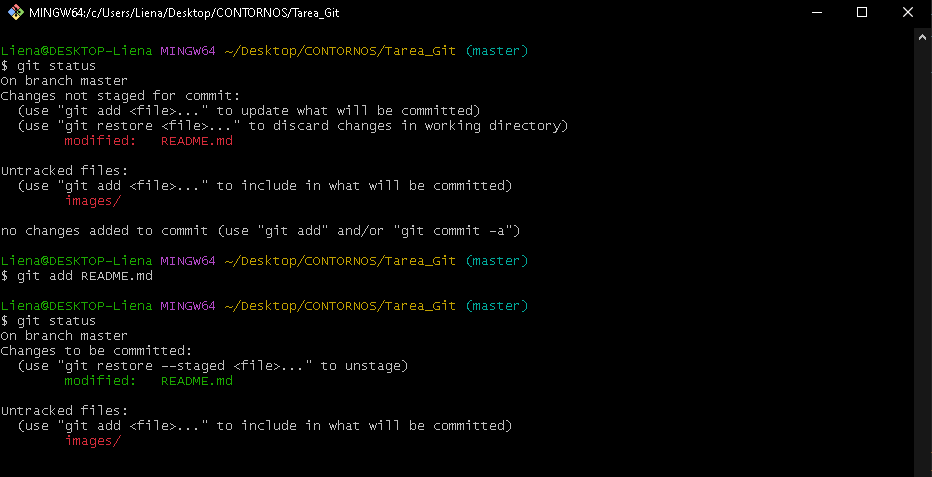 MINGW64:/c/Users/Liena/Desktop/CONTORNOS/Tarea_Git
Liena@DESKTOP-Liena MINGW64 ~/Desktop/CONTORNOS/Tarea_Git (master)
$ git status
On branch master
Changes not staged for commit:
  (use "git add <file>..." to update what will be committed)
  (use "git restore <file>..." to discard changes in working directory)
        modified:   README.md

Untracked files:
  (use "git add <file>..." to include in what will be committed)
        images/

no changes added to commit (use "git add" and/or "git commit -a")

Liena@DESKTOP-Liena MINGW64 ~/Desktop/CONTORNOS/Tarea_Git (master)
$ git add README.md

Liena@DESKTOP-Liena MINGW64 ~/Desktop/CONTORNOS/Tarea_Git (master)
$ git status
On branch master
Changes to be committed:
  (use "git restore --staged <file>..." to unstage)
        modified:   README.md

Untracked files:
  (use "git add <file>..." to include in what will be committed)
        images/